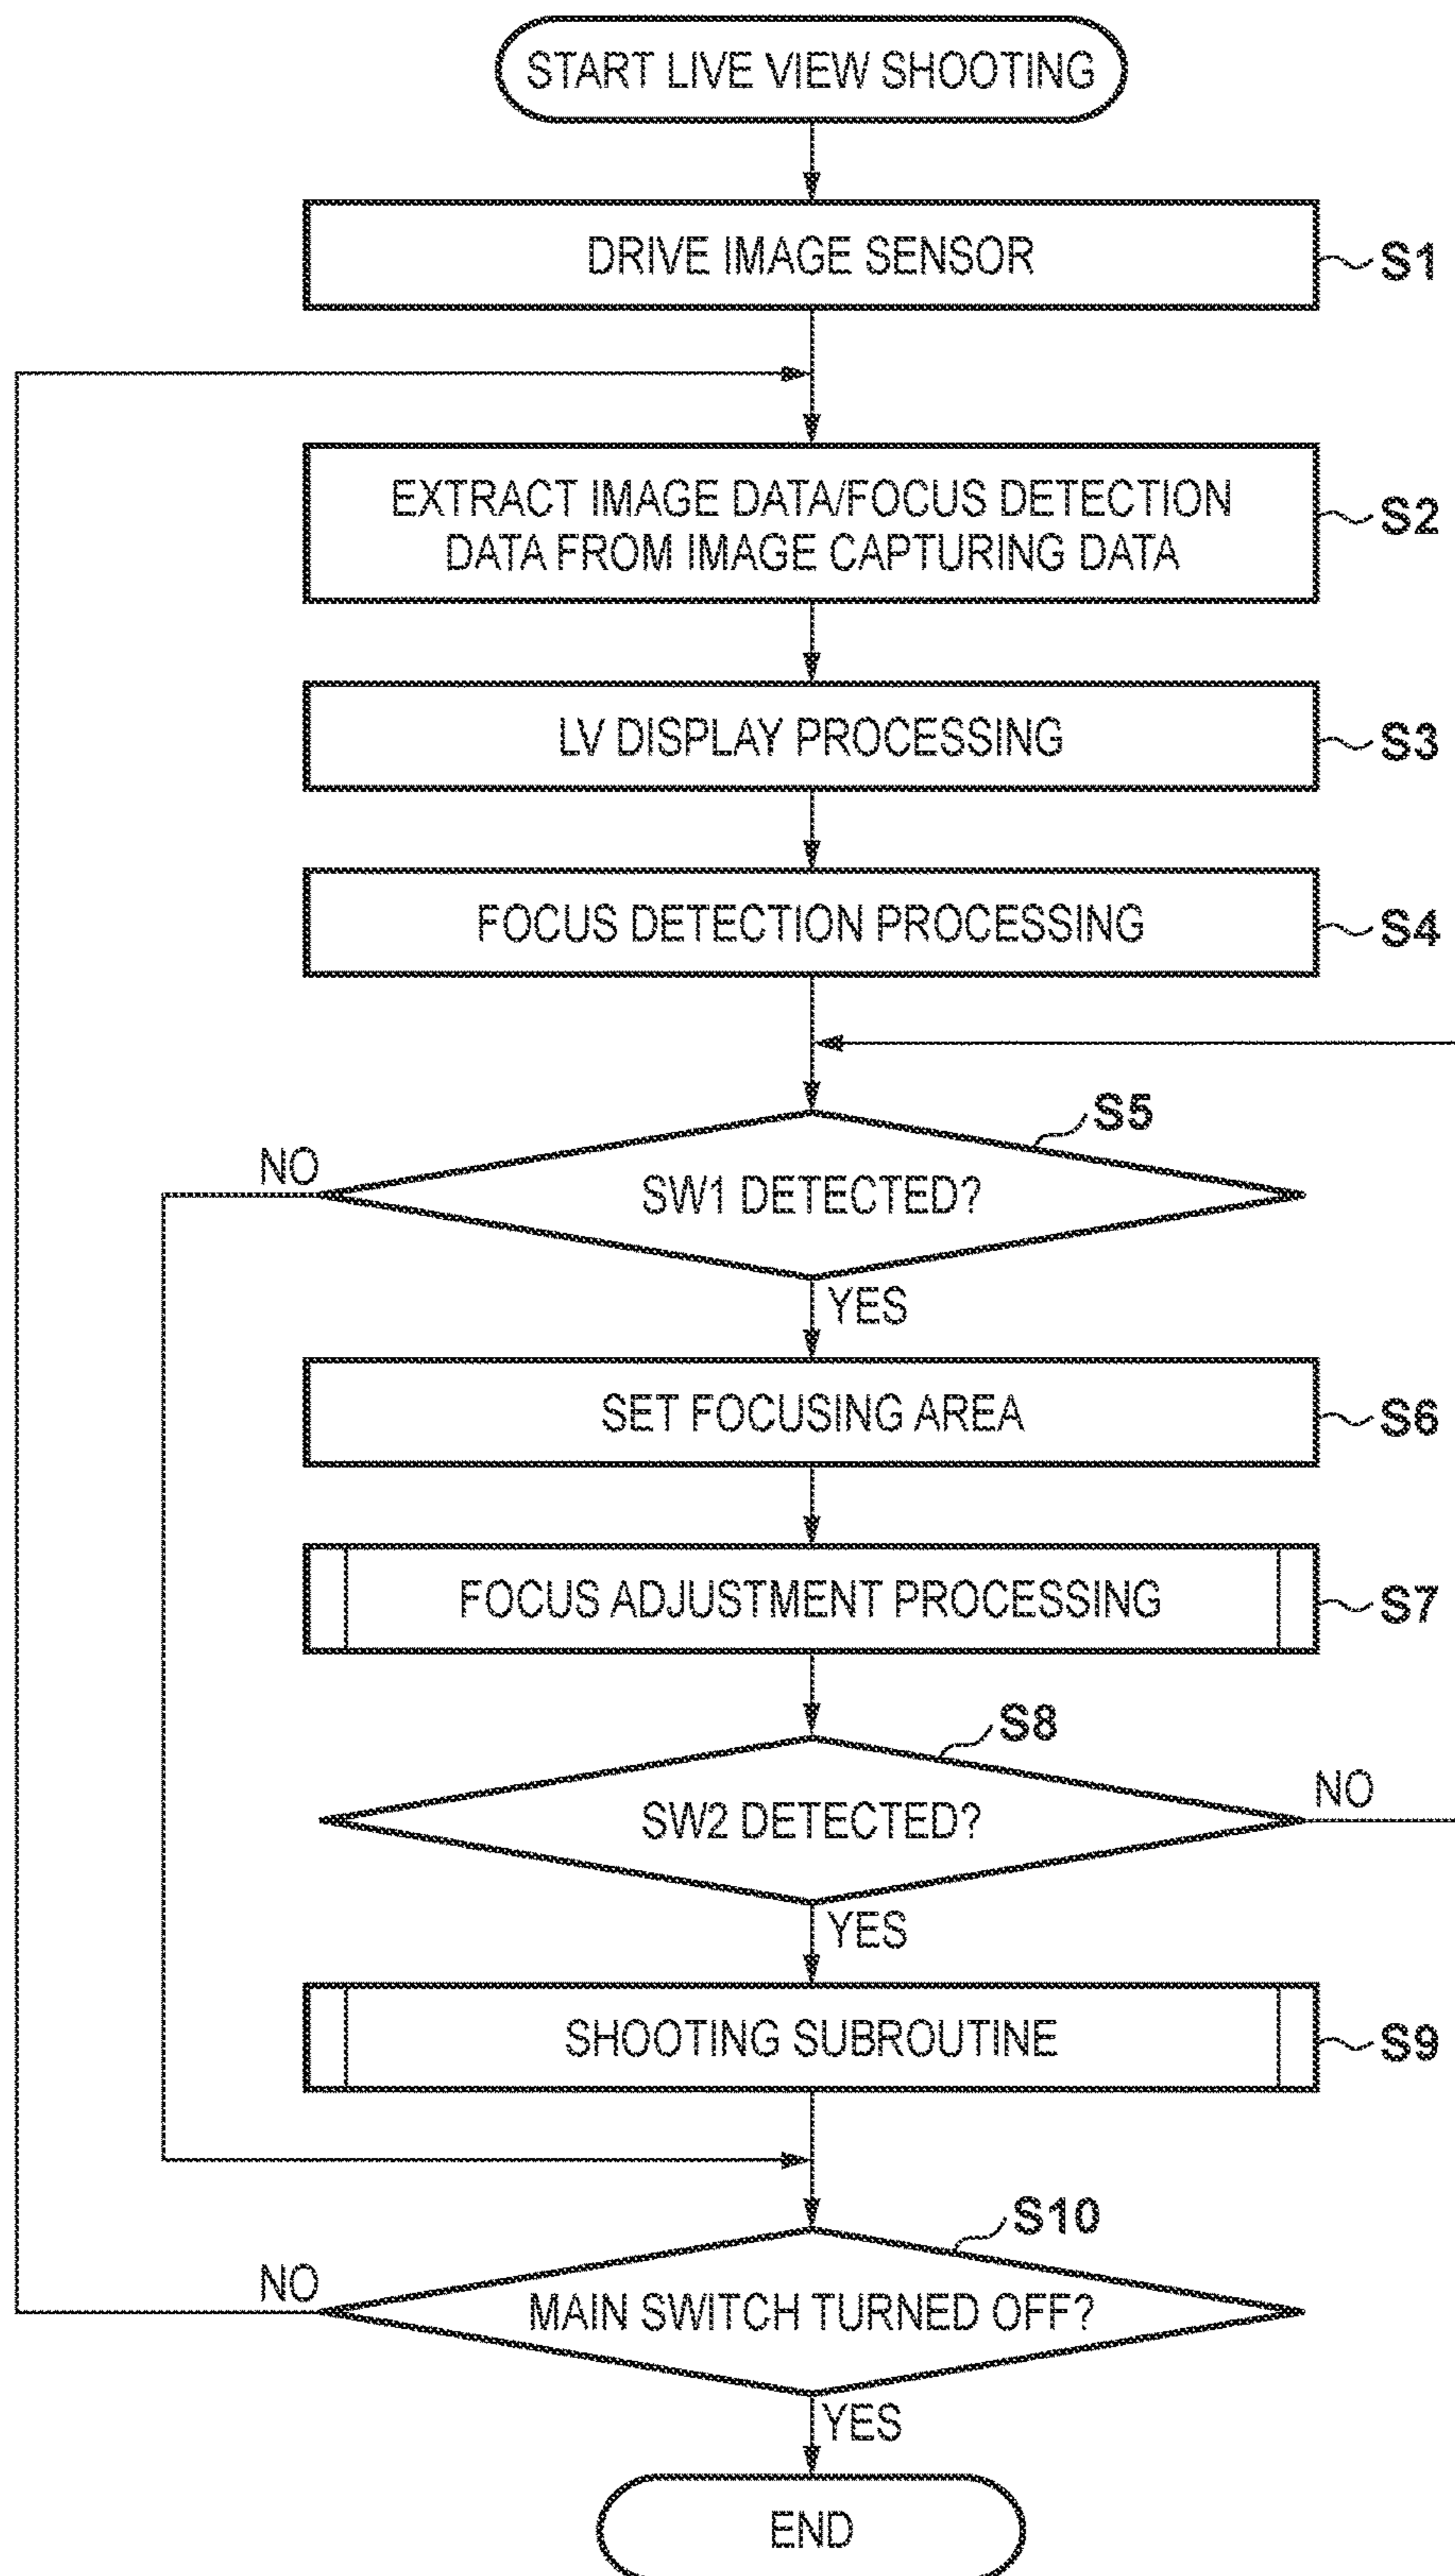 START LIVE VIEW SHOOTING
DRIVE IMAGE SENSOR
S1
EXTRACT IMAGE DATA/FOCUS DETECTION
DATA FROM IMAGE CAPTURING DATA
S2
LV DISPLAY PROCESSING
S3
FOCUS DETECTION PROCESSING
S4
S5
NO
SW1 DETECTED?
YES
SET FOCUSING AREA
S6
FOCUS ADJUSTMENT PROCESSING
S7
S8
SW2 DETECTED?
NO
YES
SHOOTING SUBROUTINE
S9
S10
NO
MAIN SWITCH TURNED OFF?
YES
END